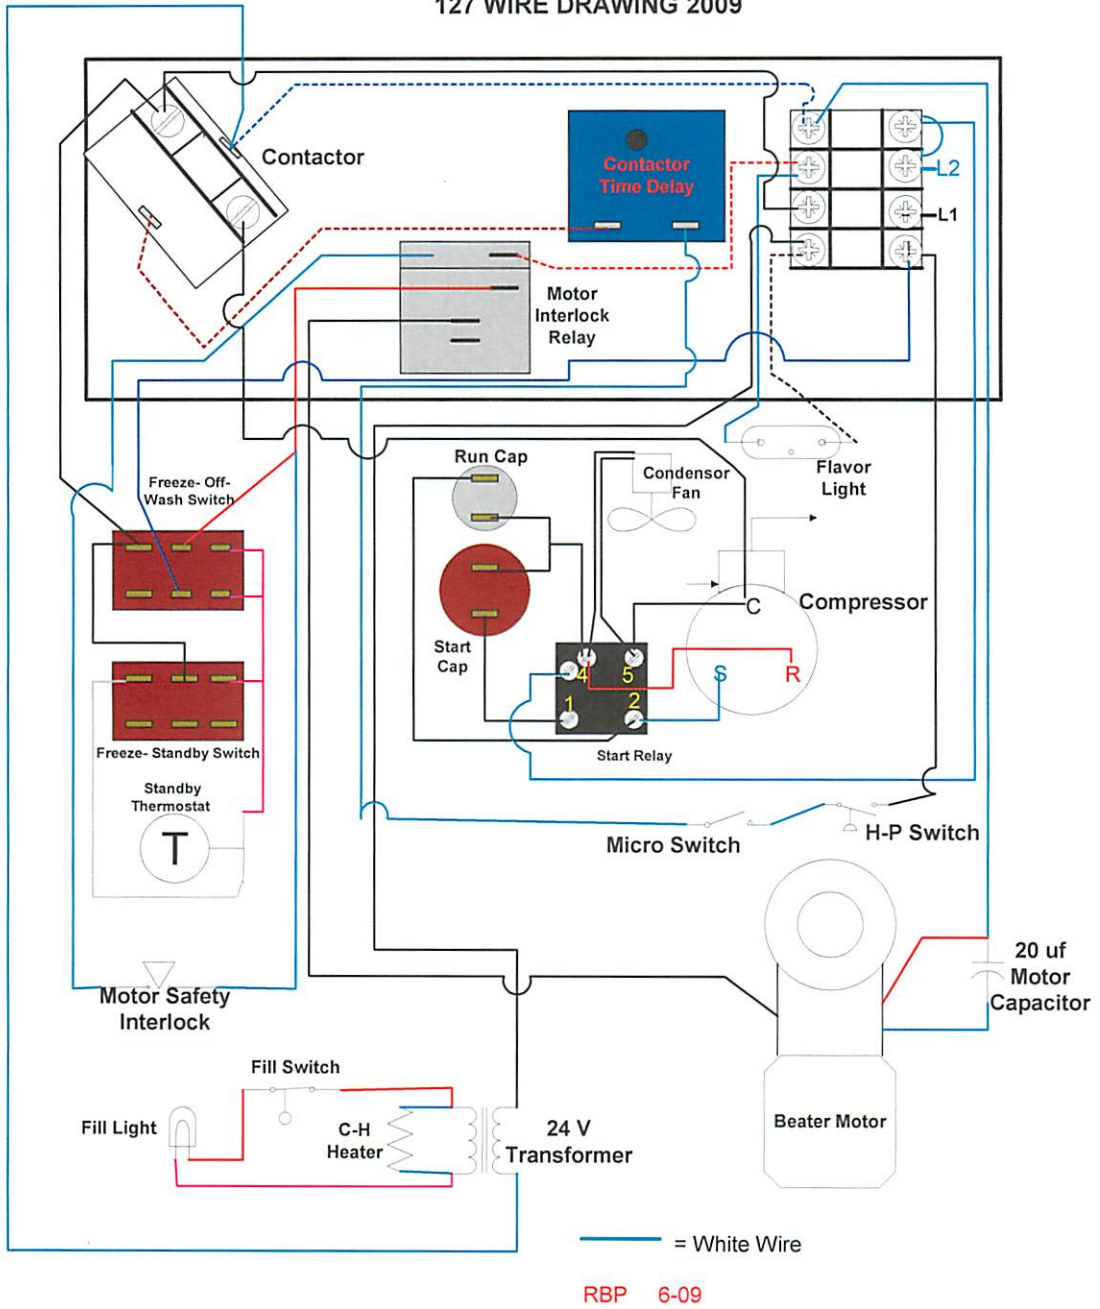 127 WIRE DRAWING 2009
Contactor
Contactor
Time Delay
L2
L1
Motor
Interlock
Relay
Run Cap
Condensor
Fan
Flavor
Light
Freeze- Off-
Wash Switch
Compressor
C
S
R
Start
Cap
4
5
1
2
Start Relay
Freeze- Standby Switch
Standby
Thermostat
T
Micro Switch
H-P Switch
20 uf
Motor
Capacitor
Motor Safety
Interlock
Fill Switch
Fill Light
C-H
Heater
24 V
Transformer
Beater Motor
= White Wire
RBP 6-09